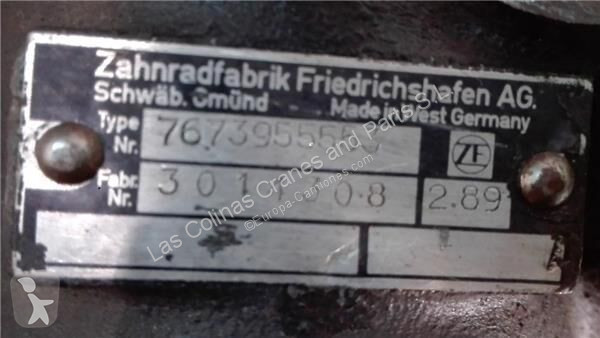 Zahnradfabrik Friedrichshafen AG.
Schwäb. Gmünd Made in West Germany
Type
Nr.
ZF
Fabr.
Nr. 2.89
Las Colinas Cranes and Parts S.L.
©Europa-Camiones.com